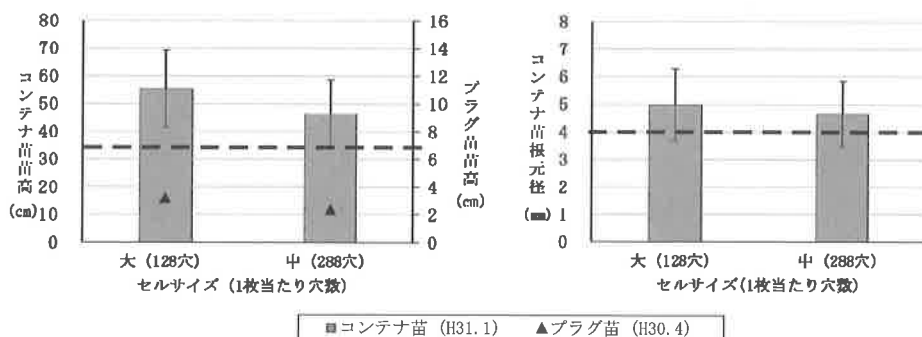 コンテナ苗苗高 (cm)
80
70
60
50
40
30
20
10
0
16
14
12
10
8
6
4
2
0
プラグ苗苗高 (cm)
大 (128穴)
中 (288穴)
セルサイズ (1枚当たり穴数)
コンテナ苗根元径 (mm)
8
7
6
5
4
3
2
1
0
大 (128穴)
中 (288穴)
セルサイズ(1枚当たり穴数)
コンテナ苗 (H31.1) ▲プラグ苗 (H30.4)